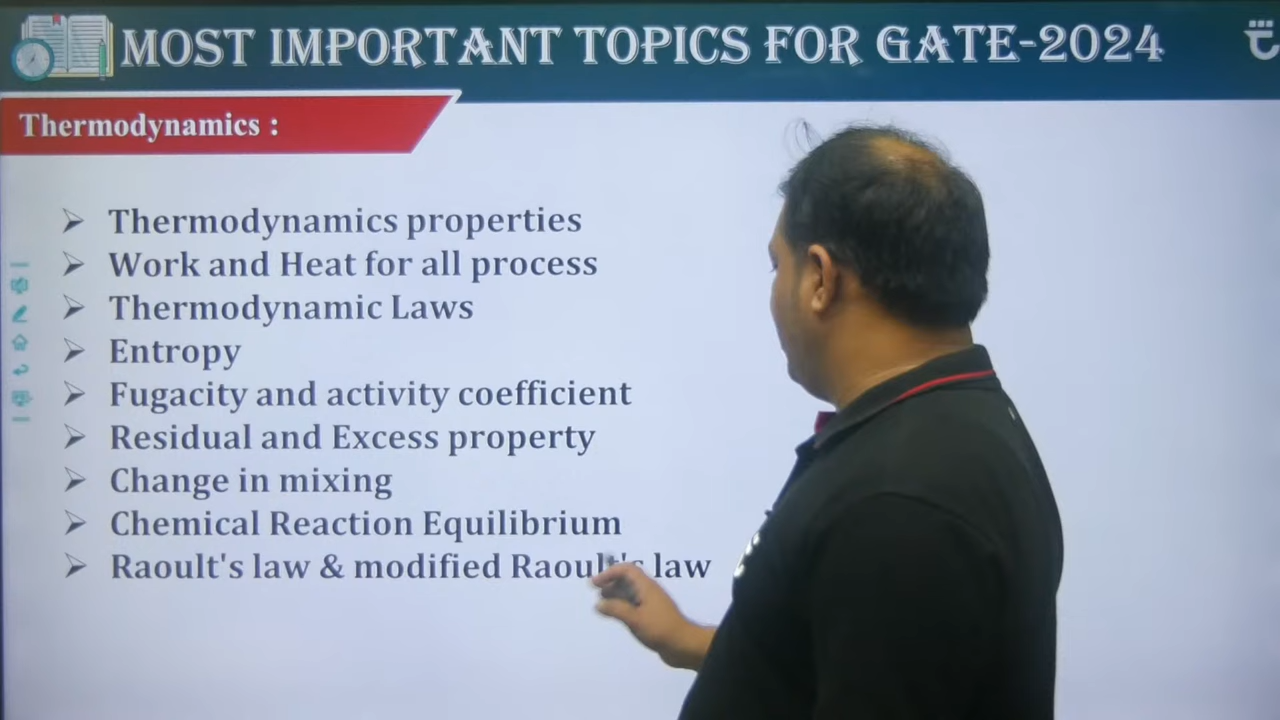 MOST IMPORTANT TOPICS FOR GATE-2024
Thermodynamics :
Thermodynamics properties
Work and Heat for all process
Thermodynamic Laws
Entropy
Fugacity and activity coefficient
Residual and Excess property
Change in mixing
Chemical Reaction Equilibrium
Raoult's law & modified Raoult's law